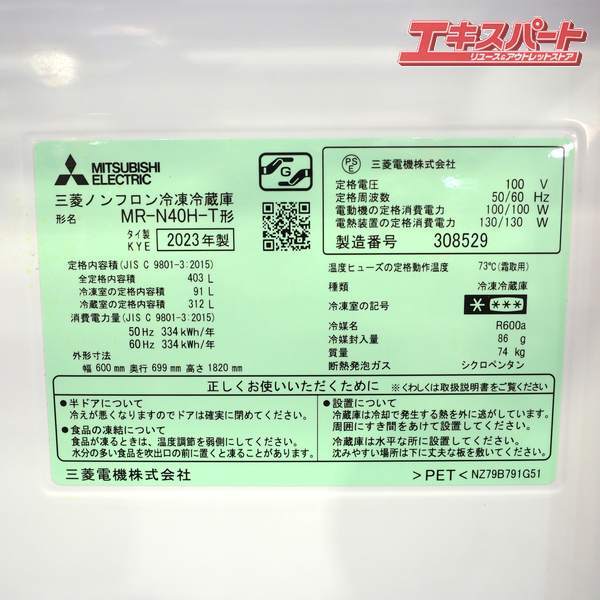 エキスパート
リユース&アウトレットストア
MITSUBISHI
ELECTRIC
G
三菱ノンフロン冷凍冷蔵庫
形名 MR-N40H-T形
タイ製
KYE
2023年製
定格内容積(JIS C 9801-3:2015)
全定格内容積 403 L
冷凍室の定格内容積 91 L
冷蔵室の定格内容積 312 L
消費電力量(JIS C 9801-3:2015)
50Hz 334kWh/年
60Hz 334kWh/年
外形寸法
幅 600mm 奥行 699mm 高さ 1820mm
PS
E
三菱電機株式会社
定格電圧 100 V
定格周波数 50/60 Hz
電動機の定格消費電力 100/100 W
電熱装置の定格消費電力 130/130 W
製造番号 308529
温度ヒューズの定格動作温度 73℃(霜取用)
種類 冷凍冷蔵庫
冷凍室の記号
冷媒名 R600a
冷媒封入量 86 g
質量 74 kg
断熱発泡ガス シクロペンタン
正しくお使いいただくために ※くわしくは取扱説明書をご覧ください
●半ドアについて
冷えが悪くなりますのでドアは確実に閉めてください。
●食品の凍結について
食品が凍るときは、温度調節を弱側にしてください。
水分の多い食品を吹出口の前に置くと凍ることがあります。
●設置について
冷蔵庫は冷却で発生する熱を外に逃がしています。
周囲にすき間をあけて設置してください。
冷蔵庫は水平な所に設置してください。
沈みやすい場所は下に丈夫な板を敷いてください。
三菱電機株式会社
>PET< NZ79B791G51